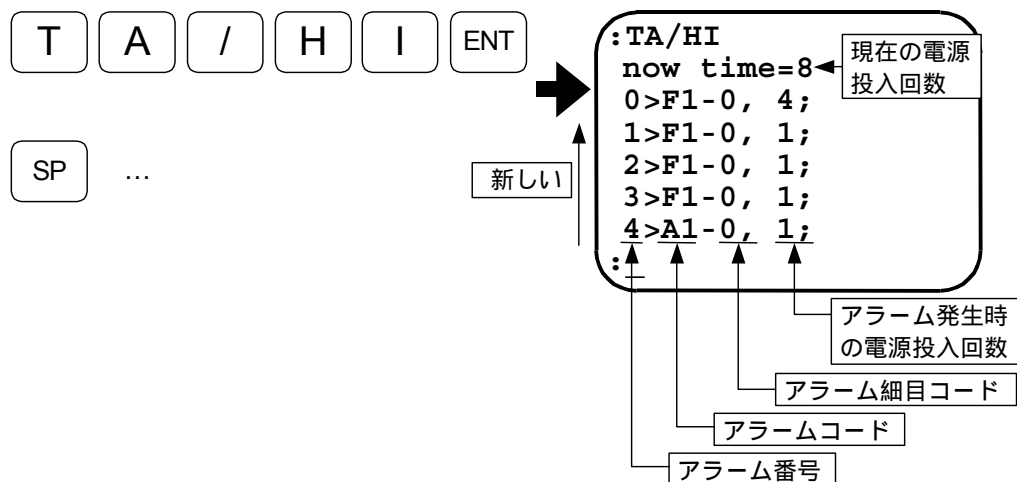 T A / H I ENT
SP …
:TA/HI
now time=8
0>F1-0, 4;
1>F1-0, 1;
2>F1-0, 1;
3>F1-0, 1;
4>A1-0, 1;
:_
現在の電源
投入回数
新しい
アラーム発生時
の電源投入回数
アラーム細目コード
アラームコード
アラーム番号